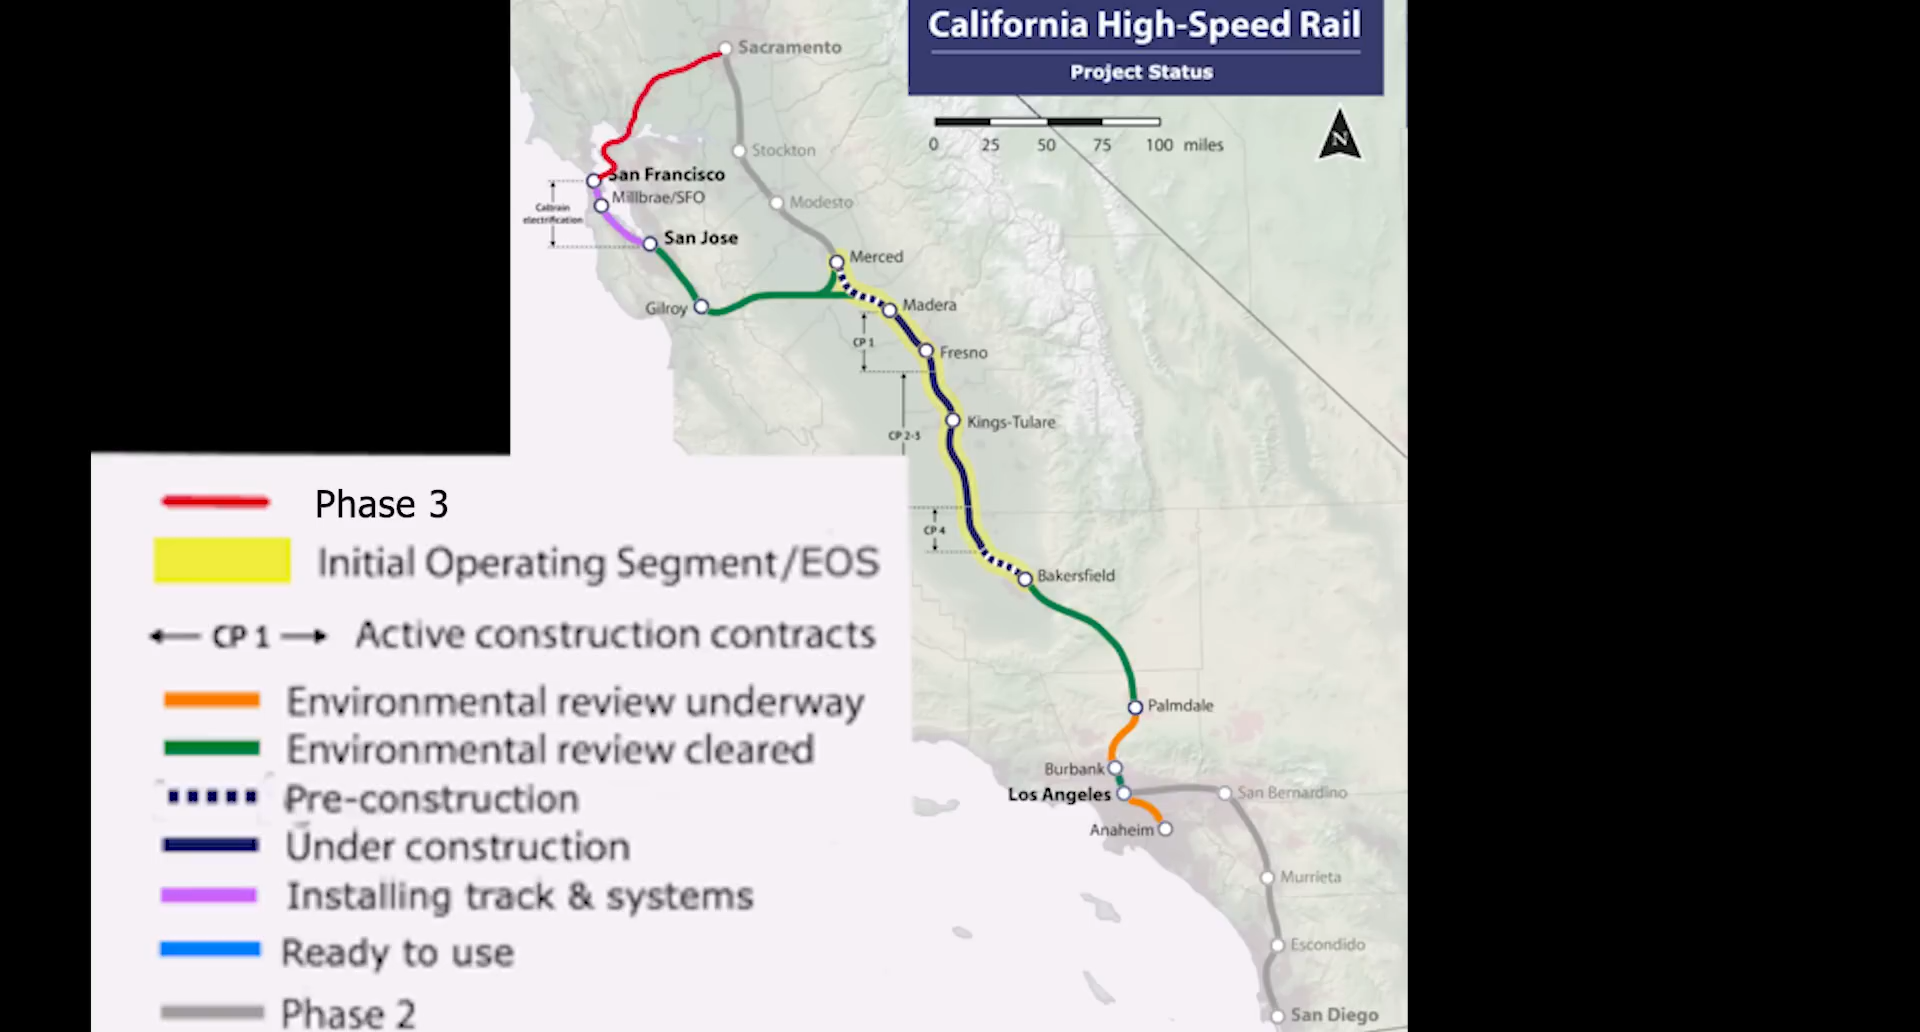 California High-Speed Rail
Project Status
Sacramento
N
0 25 50 75 100 miles
Stockton
San Francisco
Millbrae/SFO
Modesto
Caltrain
electrification
San Jose
Merced
Gilroy
Madera
CP 1
Fresno
Kings-Tulare
CP 2-3
Phase 3
CP 4
Initial Operating Segment/EOS
Bakersfield
CP 1
Active construction contracts
Environmental review underway
Palmdale
Environmental review cleared
Burbank
Pre-construction
Los Angeles
San Bernardino
Anaheim
Under construction
Murrieta
Installing track & systems
Ready to use
Escondido
Phase 2
San Diego